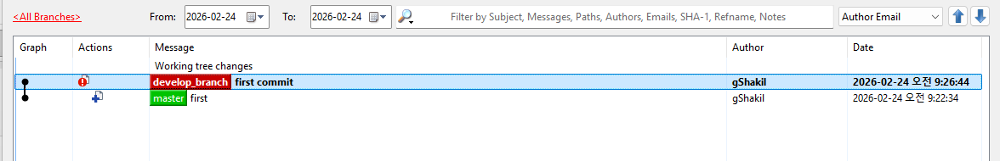 <All Branches> From: 2026-02-24 To: 2026-02-24 Filter by Subject, Messages, Paths, Authors, Emails, SHA-1, Refname, Notes Author Email
Graph Actions Message Author Date
Working tree changes
develop_branch first commit gShakil 2026-02-24 오전 9:26:44
master first gShakil 2026-02-24 오전 9:22:34